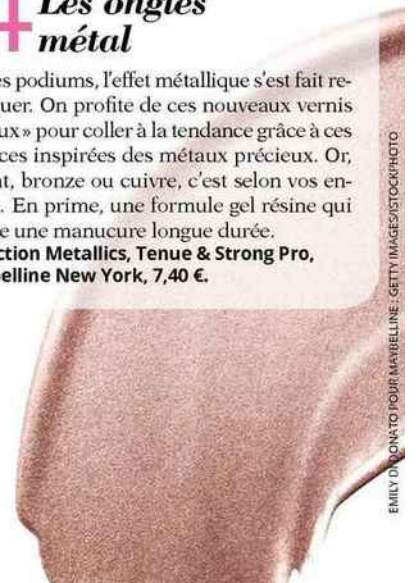 + Les ongles
métal
es podiums, l'effet métallique s'est fait re-
uer. On profite de ces nouveaux vernis
ux » pour coller à la tendance grâce à ces
ces inspirées des métaux précieux. Or,
nt, bronze ou cuivre, c'est selon vos en-
. En prime, une formule gel résine qui
e une manucure longue durée.
ction Metallics, Tenue & Strong Pro,
elline New York, 7,40 €.
EMILY DIDONATO POUR MAYBELLINE ; GETTY IMAGES/ISTOCKPHOTO